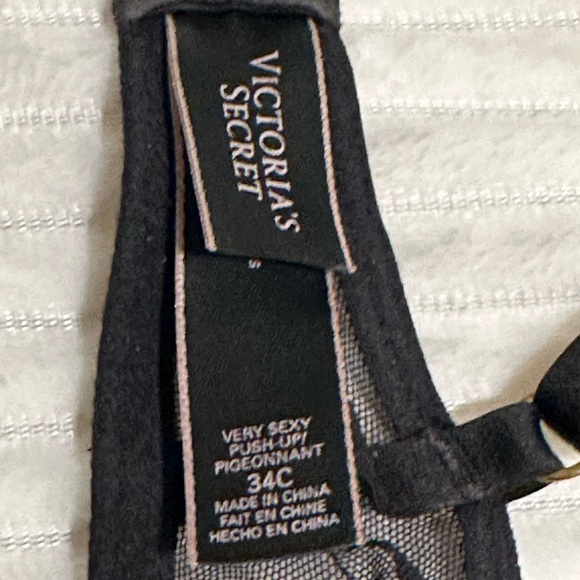 VICTORIA'S
SECRET
VERY SEXY
PUSH-UP/
PIGEONNANT
34C
MADE IN CHINA
FAIT EN CHINE
HECHO EN CHINA